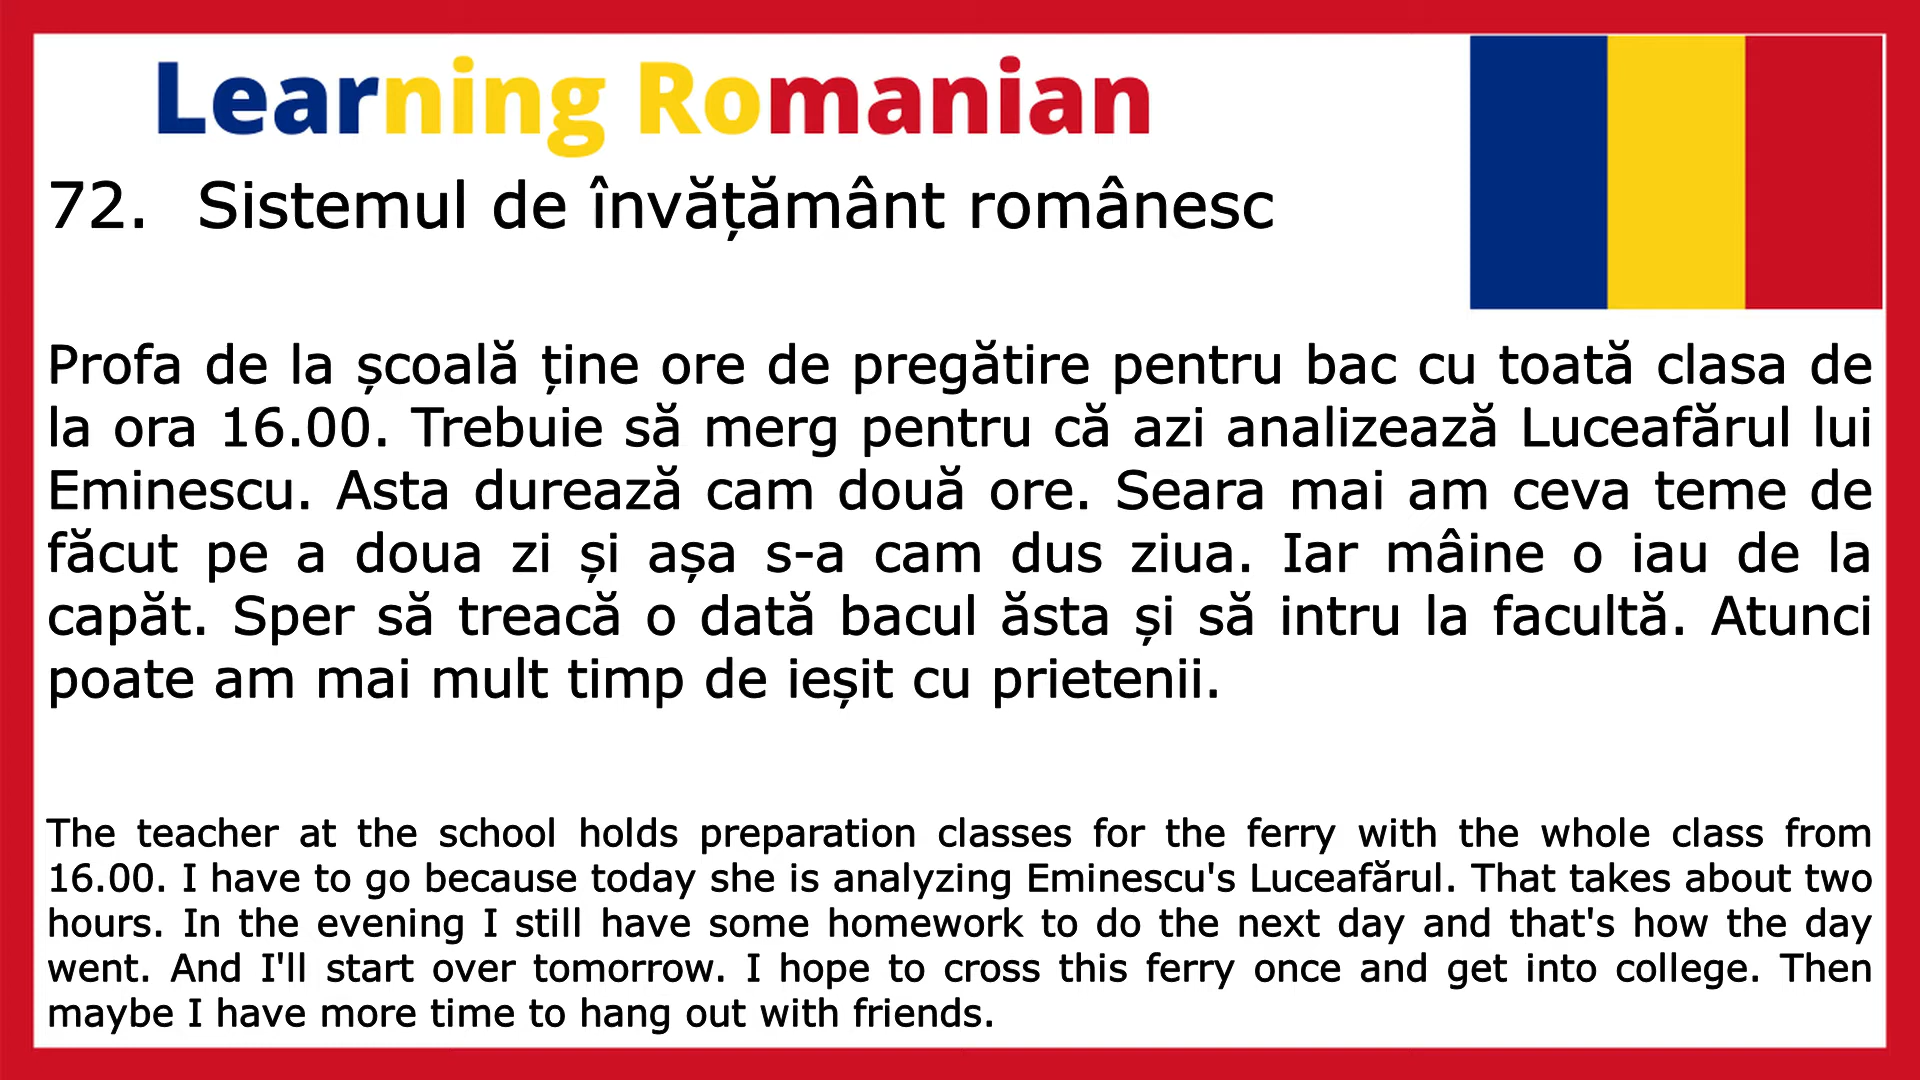 Learning Romanian
72. Sistemul de învățământ românesc
Profa de la școală ține ore de pregătire pentru bac cu toată clasa de
la ora 16.00. Trebuie să merg pentru că azi analizează Luceafărul lui
Eminescu. Asta durează cam două ore. Seara mai am ceva teme de
făcut pe a doua zi și așa s-a cam dus ziua. Iar mâine o iau de la
capăt. Sper să treacă o dată bacul ăsta și să intru la facultă. Atunci
poate am mai mult timp de ieșit cu prietenii.
The teacher at the school holds preparation classes for the ferry with the whole class from
16.00. I have to go because today she is analyzing Eminescu's Luceafărul. That takes about two
hours. In the evening I still have some homework to do the next day and that's how the day
went. And I'll start over tomorrow. I hope to cross this ferry once and get into college. Then
maybe I have more time to hang out with friends.